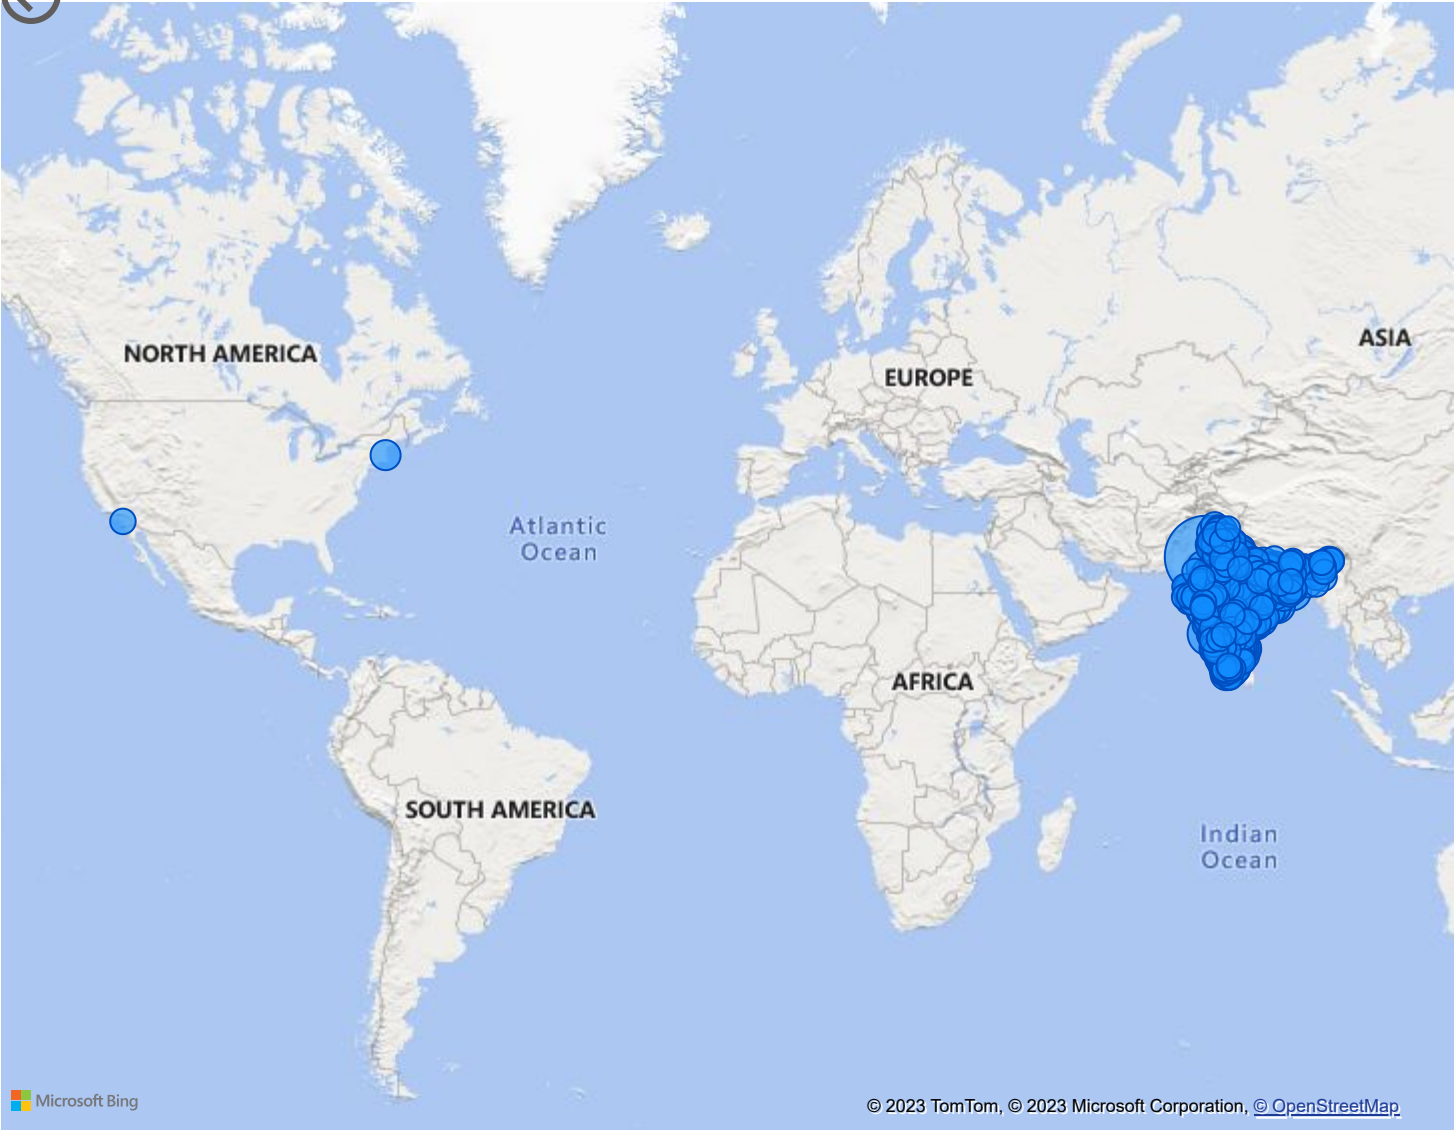 NORTH AMERICA
ASIA
EUROPE
Atlantic
Ocean
AFRICA
SOUTH AMERICA
Indian
Ocean
Microsoft Bing
© 2023 TomTom, © 2023 Microsoft Corporation, © OpenStreetMap